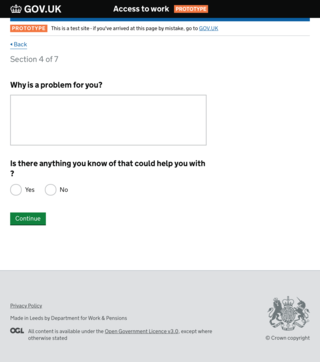 GOV.UK
Access to work PROTOTYPE
PROTOTYPE This is a test site - if you've arrived at this page by mistake, go to GOV.UK
Back
Section 4 of 7
Why is a problem for you?
Is there anything you know of that could help you with
?
Yes No
Continue
Privacy Policy
Made in Leeds by Department for Work & Pensions
OGL All content is available under the Open Government Licence v3.0, except where
otherwise stated
© Crown copyright